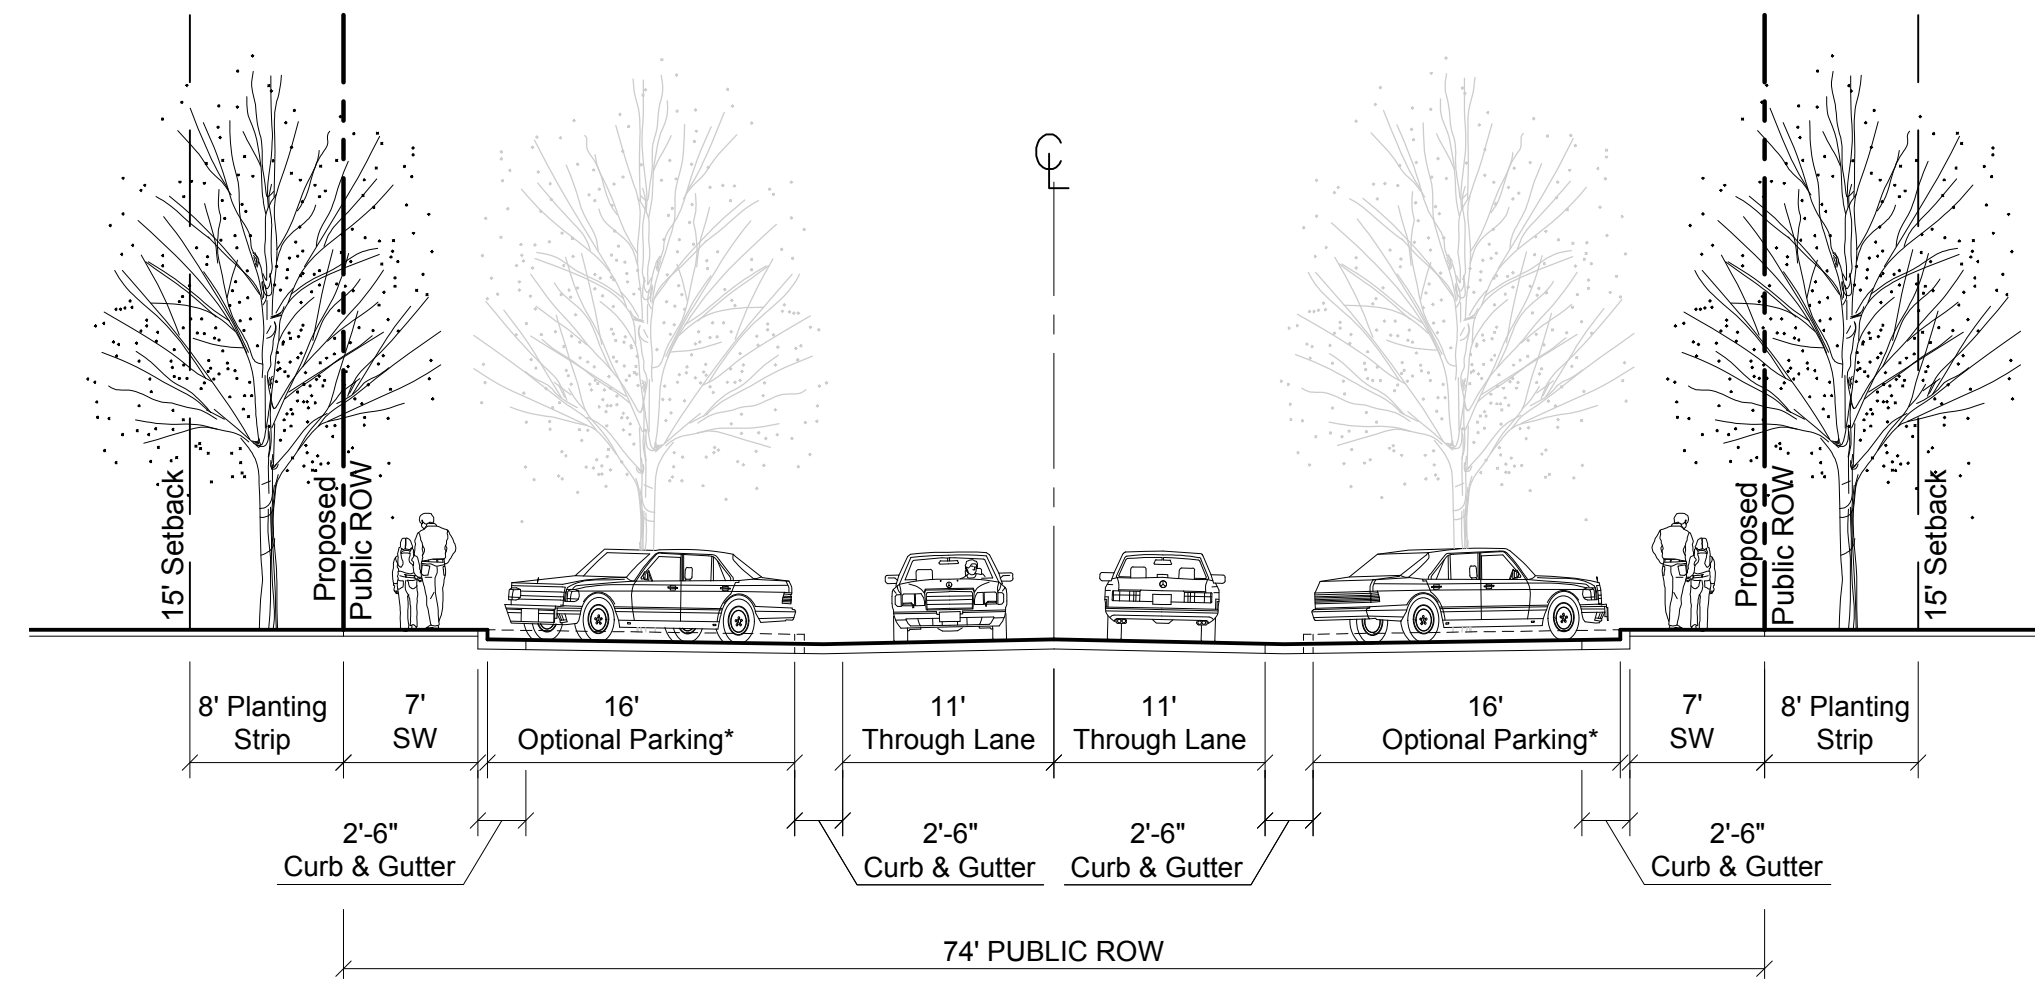 ℄
15' Setback
Proposed
Public ROW
Proposed
Public ROW
15' Setback
8' Planting
Strip
7'
SW
16'
Optional Parking*
11'
Through Lane
11'
Through Lane
16'
Optional Parking*
7'
SW
8' Planting
Strip
2'-6"
Curb & Gutter
2'-6"
Curb & Gutter
2'-6"
Curb & Gutter
2'-6"
Curb & Gutter
74' PUBLIC ROW